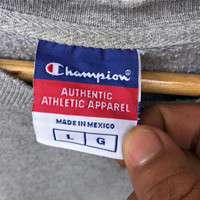 Champion
AUTHENTIC
ATHLETIC APPAREL
MADE IN MEXICO
L G